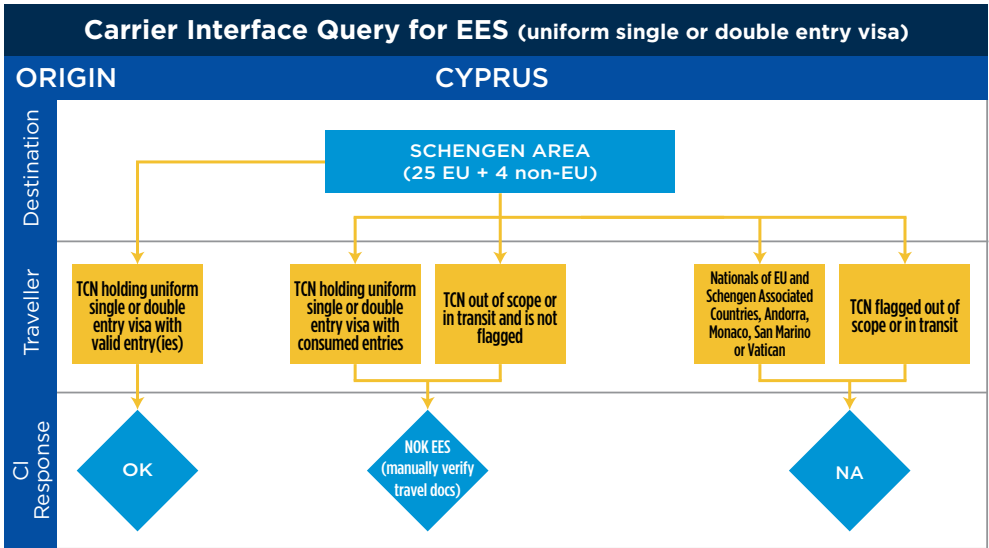 Carrier Interface Query for EES (uniform single or double entry visa)
ORIGIN
CYPRUS
Destination
SCHENGEN AREA
(25 EU + 4 non-EU)
Traveller
TCN holding uniform
single or double
entry visa with
valid entry(ies)
TCN holding uniform
single or double
entry visa with
consumed entries
TCN out of scope or
in transit and is not
flagged
Nationals of EU and
Schengen Associated
Countries, Andorra,
Monaco, San Marino
or Vatican
TCN flagged out of
scope or in transit
CI
Response
OK
NOK EES
(manually verify
travel docs)
NA